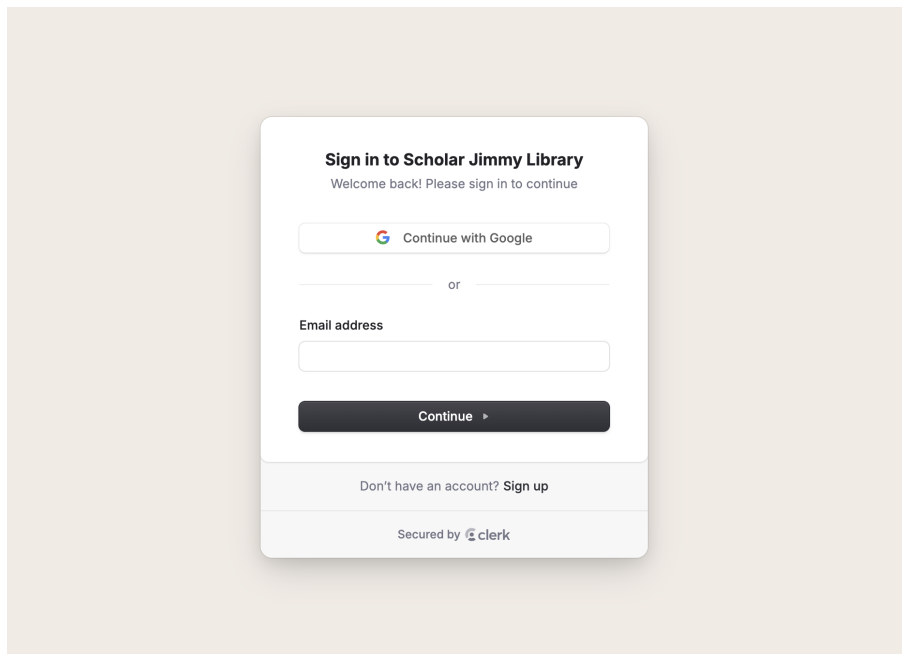 Sign in to Scholar Jimmy Library
Welcome back! Please sign in to continue
Continue with Google
or
Email address
Continue
Don’t have an account? Sign up
Secured by clerk